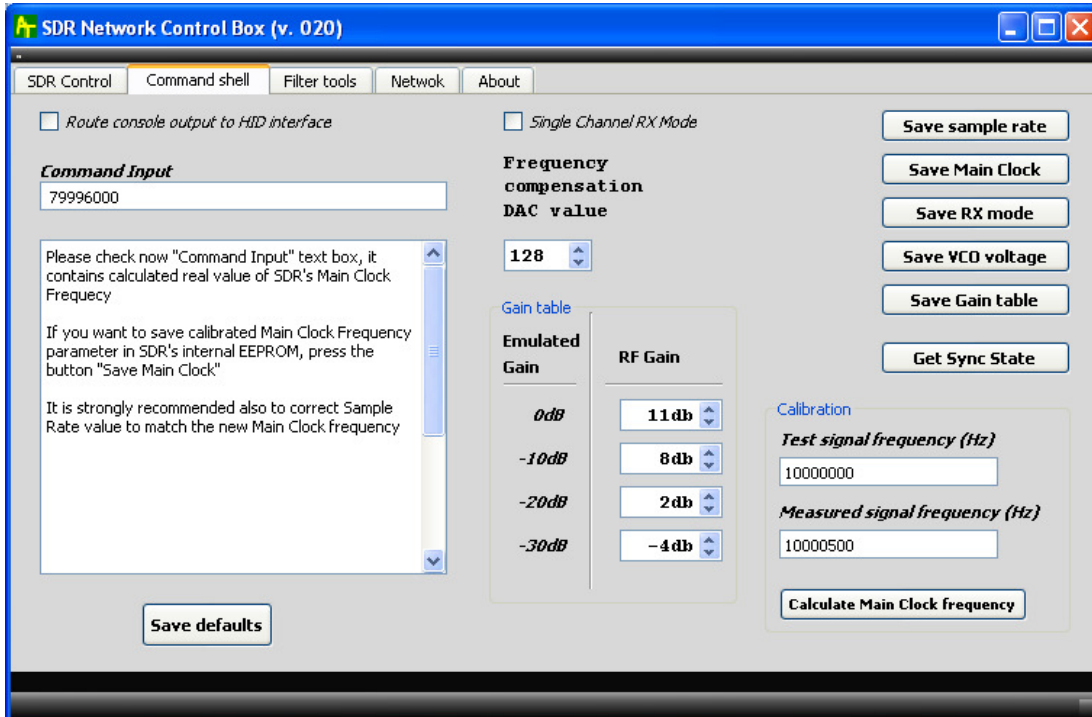 SDR Network Control Box (v. 020)
SDR Control
Command shell
Filter tools
Netwok
About
Route console output to HID interface
Command Input
79996000
Please check now "Command Input" text box, it
contains calculated real value of SDR's Main Clock
Frequecy
If you want to save calibrated Main Clock Frequency
parameter in SDR's internal EEPROM, press the
button "Save Main Clock"
It is strongly recommended also to correct Sample
Rate value to match the new Main Clock frequency
Save defaults
Single Channel RX Mode
Frequency
compensation
DAC value
128
Gain table
Emulated
Gain
RF Gain
0dB
11db
-10dB
8db
-20dB
2db
-30dB
-4db
Save sample rate
Save Main Clock
Save RX mode
Save VCO voltage
Save Gain table
Get Sync State
Calibration
Test signal frequency (Hz)
10000000
Measured signal frequency (Hz)
10000500
Calculate Main Clock frequency